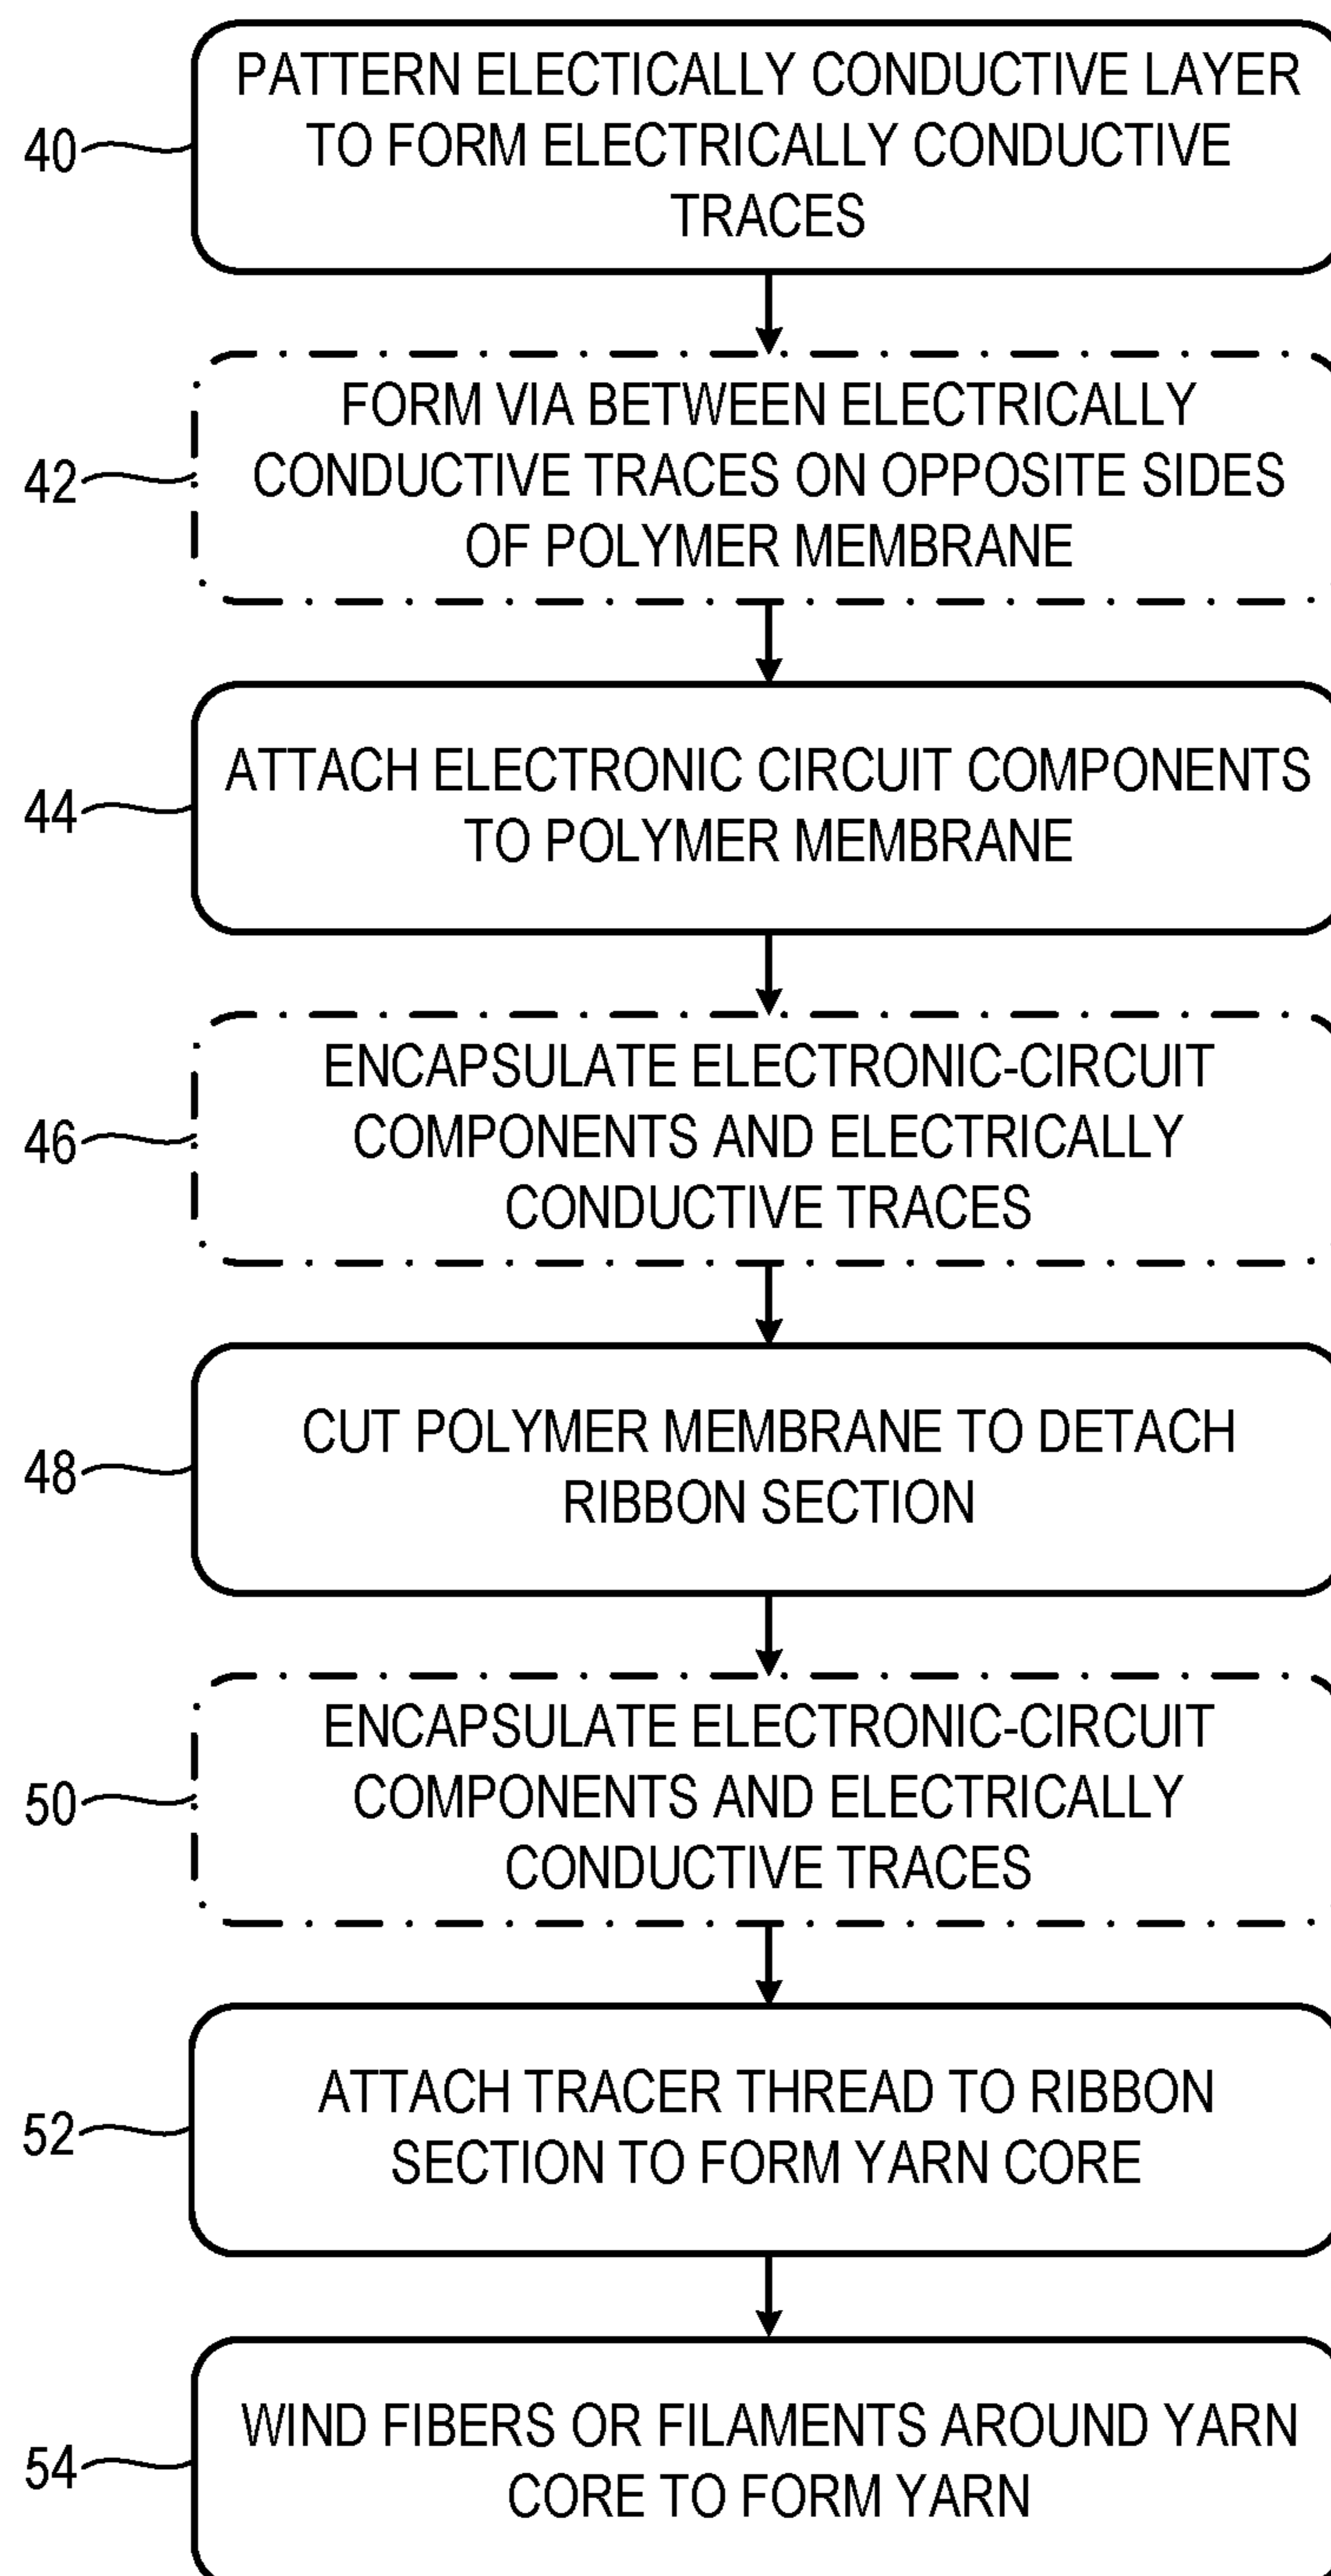 PATTERN ELECTICALLY CONDUCTIVE LAYER
TO FORM ELECTRICALLY CONDUCTIVE
TRACES
40
FORM VIA BETWEEN ELECTRICALLY
CONDUCTIVE TRACES ON OPPOSITE SIDES
OF POLYMER MEMBRANE
42
ATTACH ELECTRONIC CIRCUIT COMPONENTS
TO POLYMER MEMBRANE
44
ENCAPSULATE ELECTRONIC-CIRCUIT
COMPONENTS AND ELECTRICALLY
CONDUCTIVE TRACES
46
CUT POLYMER MEMBRANE TO DETACH
RIBBON SECTION
48
ENCAPSULATE ELECTRONIC-CIRCUIT
COMPONENTS AND ELECTRICALLY
CONDUCTIVE TRACES
50
ATTACH TRACER THREAD TO RIBBON
SECTION TO FORM YARN CORE
52
WIND FIBERS OR FILAMENTS AROUND YARN
CORE TO FORM YARN
54